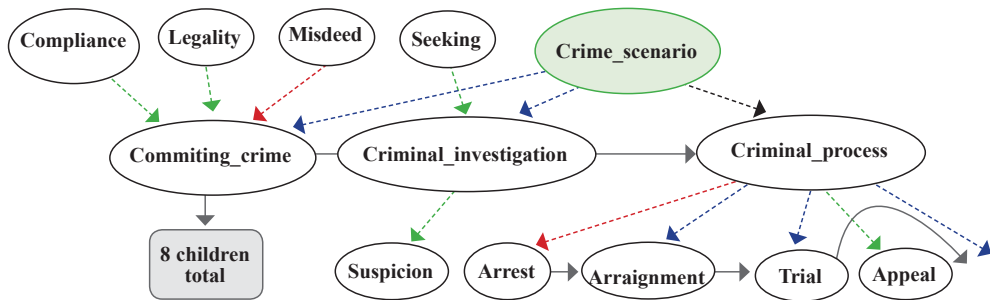 Compliance
Legality
Misdeed
Seeking
Crime_scenario
Commiting_crime
Criminal_investigation
Criminal_process
8 children
total
Suspicion
Arrest
Arraignment
Trial
Appeal